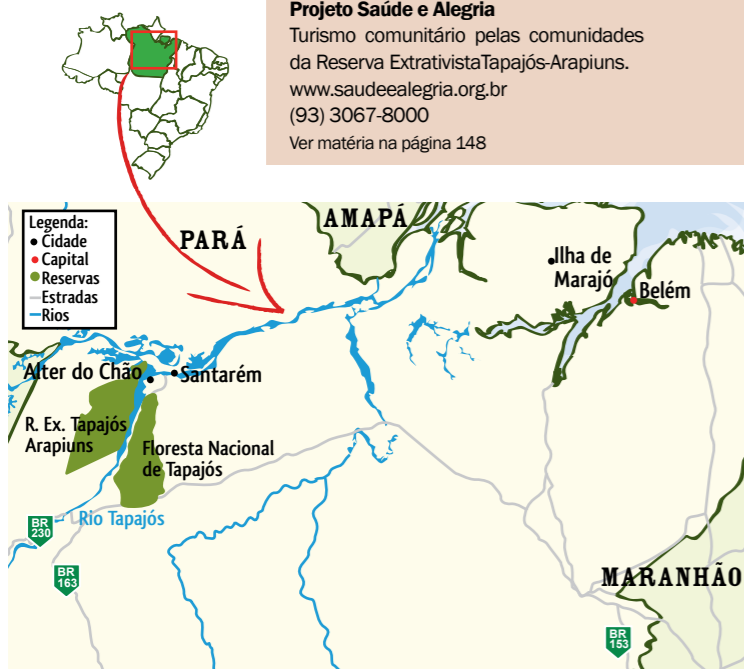 Projeto Saúde e Alegria
Turismo comunitário pelas comunidades
da Reserva ExtrativistaTapajós-Arapiuns.
www.saudeealegria.org.br
(93) 3067-8000
Ver matéria na página 148
Legenda:
Cidade
Capital
Reservas
Estradas
Rios
PARÁ
AMAPÁ
Ilha de
Marajó
Belém
Alter do Chão
Santarém
R. Ex. Tapajós
Arapiuns
Floresta Nacional
de Tapajós
Rio Tapajós
BR
230
BR
163
MARANHÃO
BR
153